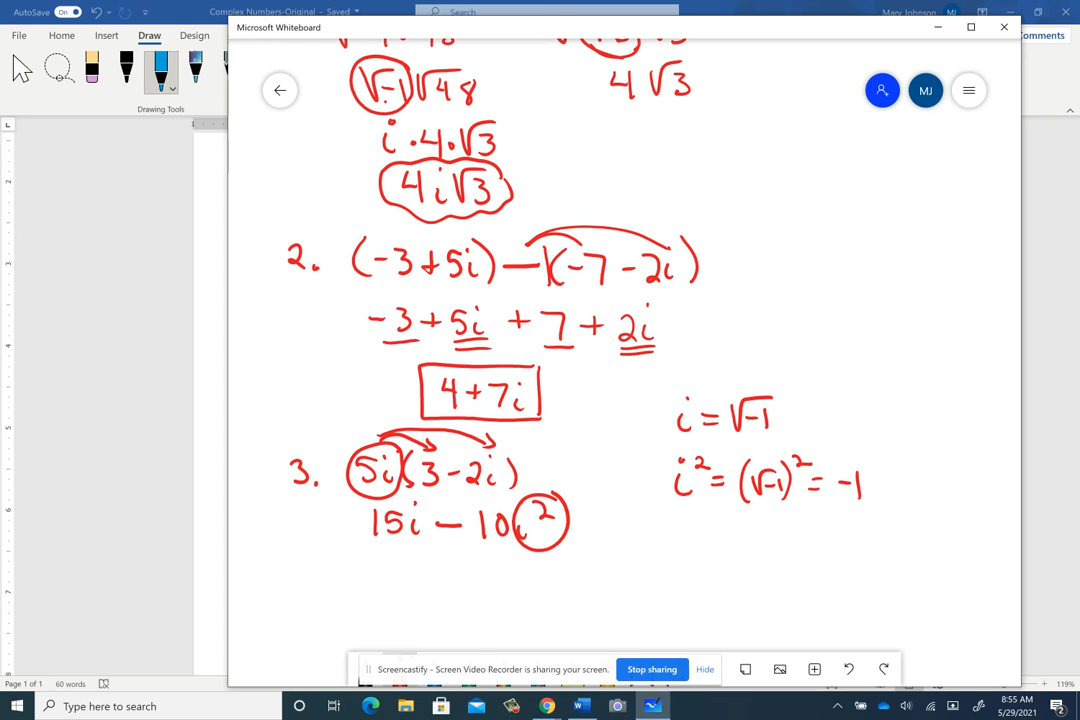 AutoSave On Complex Numbers-Original - Saved Search Mary Johnson MJ
File Home Insert Draw Design Comments
Microsoft Whiteboard
Drawing Tools
MJ
√-1 √48 4√3
i · 4 · √3
4i√3
2. (-3 + 5i) - 1(-7 - 2i)
-3 + 5i + 7 + 2i
4 + 7i
i = √-1
3. 5i(3 - 2i) i² = (√-1)² = -1
15i - 10i²
Screencastify - Screen Video Recorder is sharing your screen. Stop sharing Hide
Page 1 of 1 60 words 119%
Type here to search 8:55 AM
5/29/2021
2